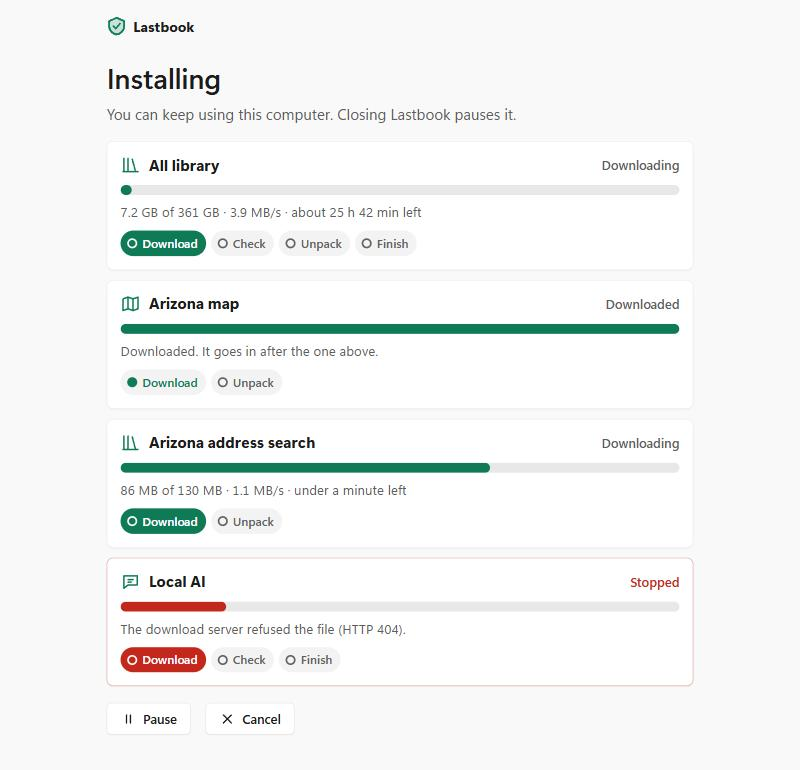 Lastbook
Installing
You can keep using this computer. Closing Lastbook pauses it.
All library Downloading
7.2 GB of 361 GB · 3.9 MB/s · about 25 h 42 min left
Download Check Unpack Finish
Arizona map Downloaded
Downloaded. It goes in after the one above.
Download Unpack
Arizona address search Downloading
86 MB of 130 MB · 1.1 MB/s · under a minute left
Download Unpack
Local AI Stopped
The download server refused the file (HTTP 404).
Download Check Finish
Pause Cancel